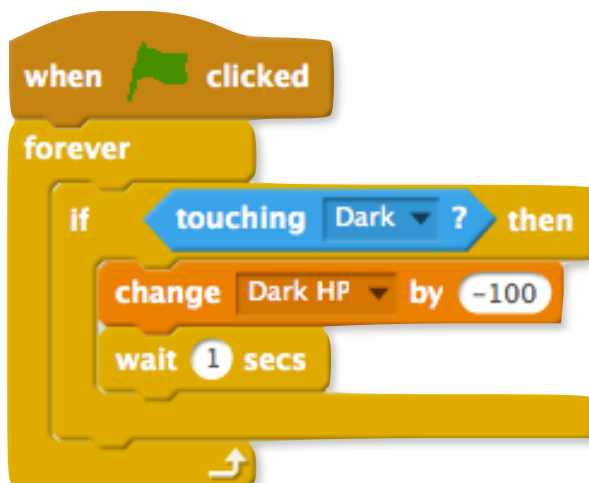 when clicked
forever
if touching Dark ? then
change Dark HP by -100
wait 1 secs